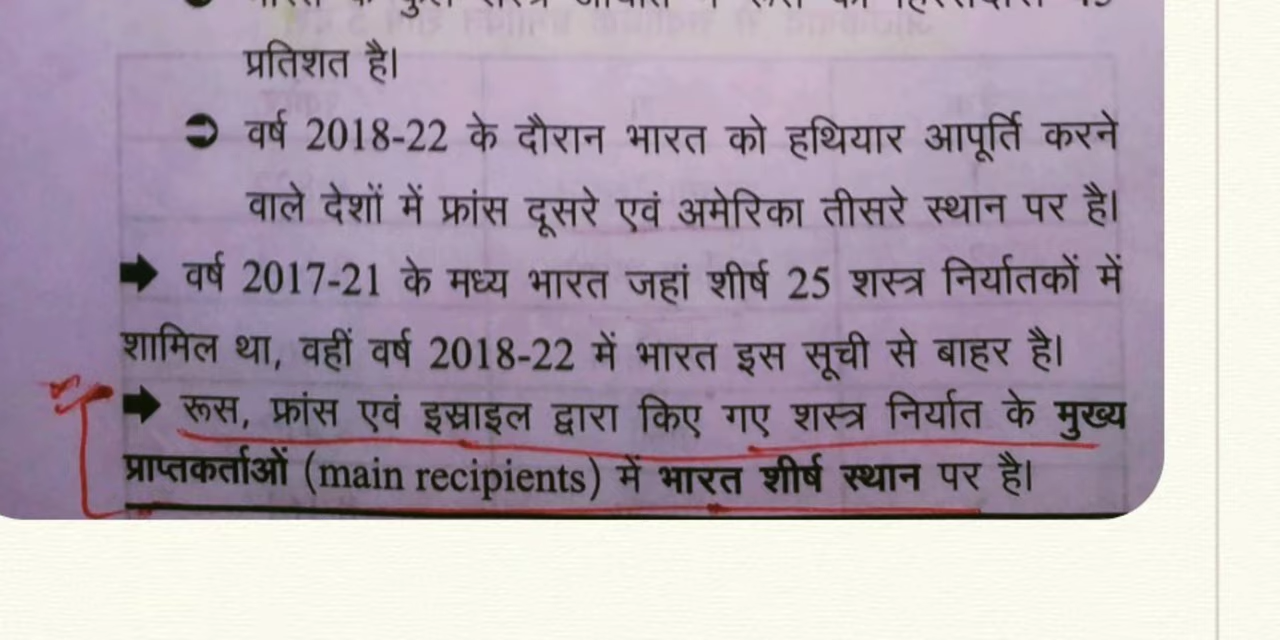 प्रतिशत है।
➲ वर्ष 2018-22 के दौरान भारत को हथियार आपूर्ति करने
वाले देशों में फ्रांस दूसरे एवं अमेरिका तीसरे स्थान पर है।
➡ वर्ष 2017-21 के मध्य भारत जहां शीर्ष 25 शस्त्र निर्यातकों में
शामिल था, वहीं वर्ष 2018-22 में भारत इस सूची से बाहर है।
➡ रूस, फ्रांस एवं इस्राइल द्वारा किए गए शस्त्र निर्यात के मुख्य
प्राप्तकर्ताओं (main recipients) में भारत शीर्ष स्थान पर है।